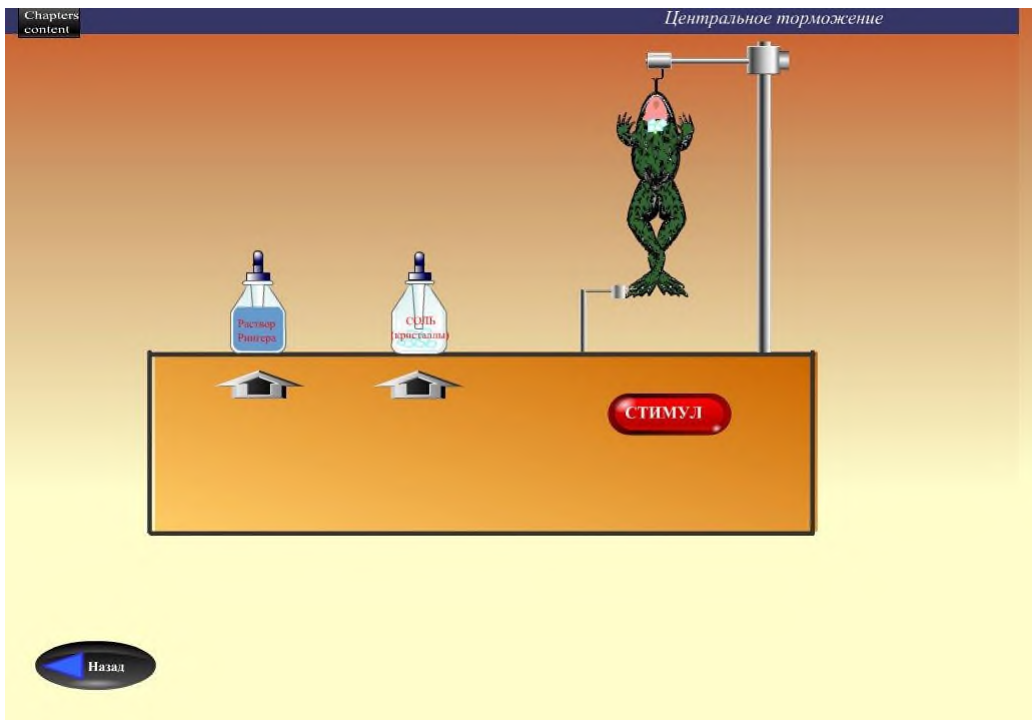 Chapters
content
Центральное торможение
Раствор
Рингера
СОЛЬ
(кристаллы)
СТИМУЛ
Назад